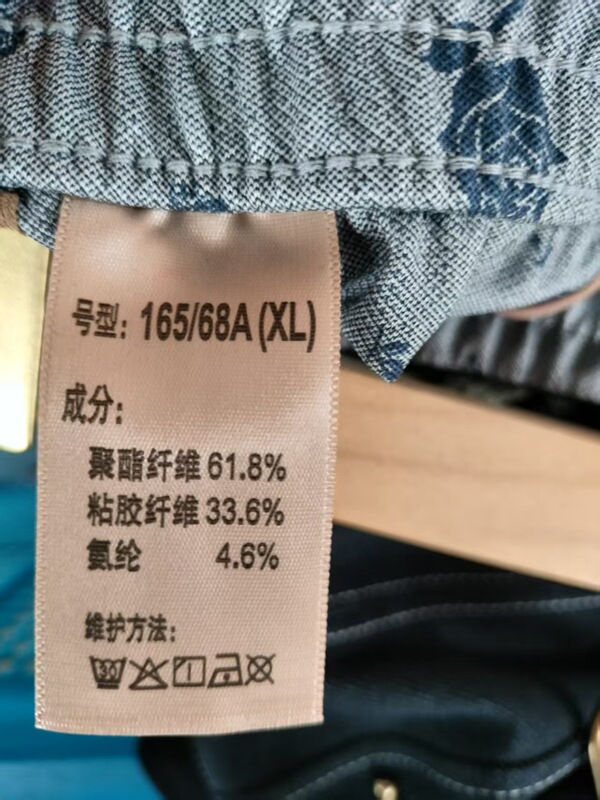 号型：165/68A(XL)
成分：
聚酯纤维 61.8%
粘胶纤维 33.6%
氨纶 4.6%
维护方法：
30